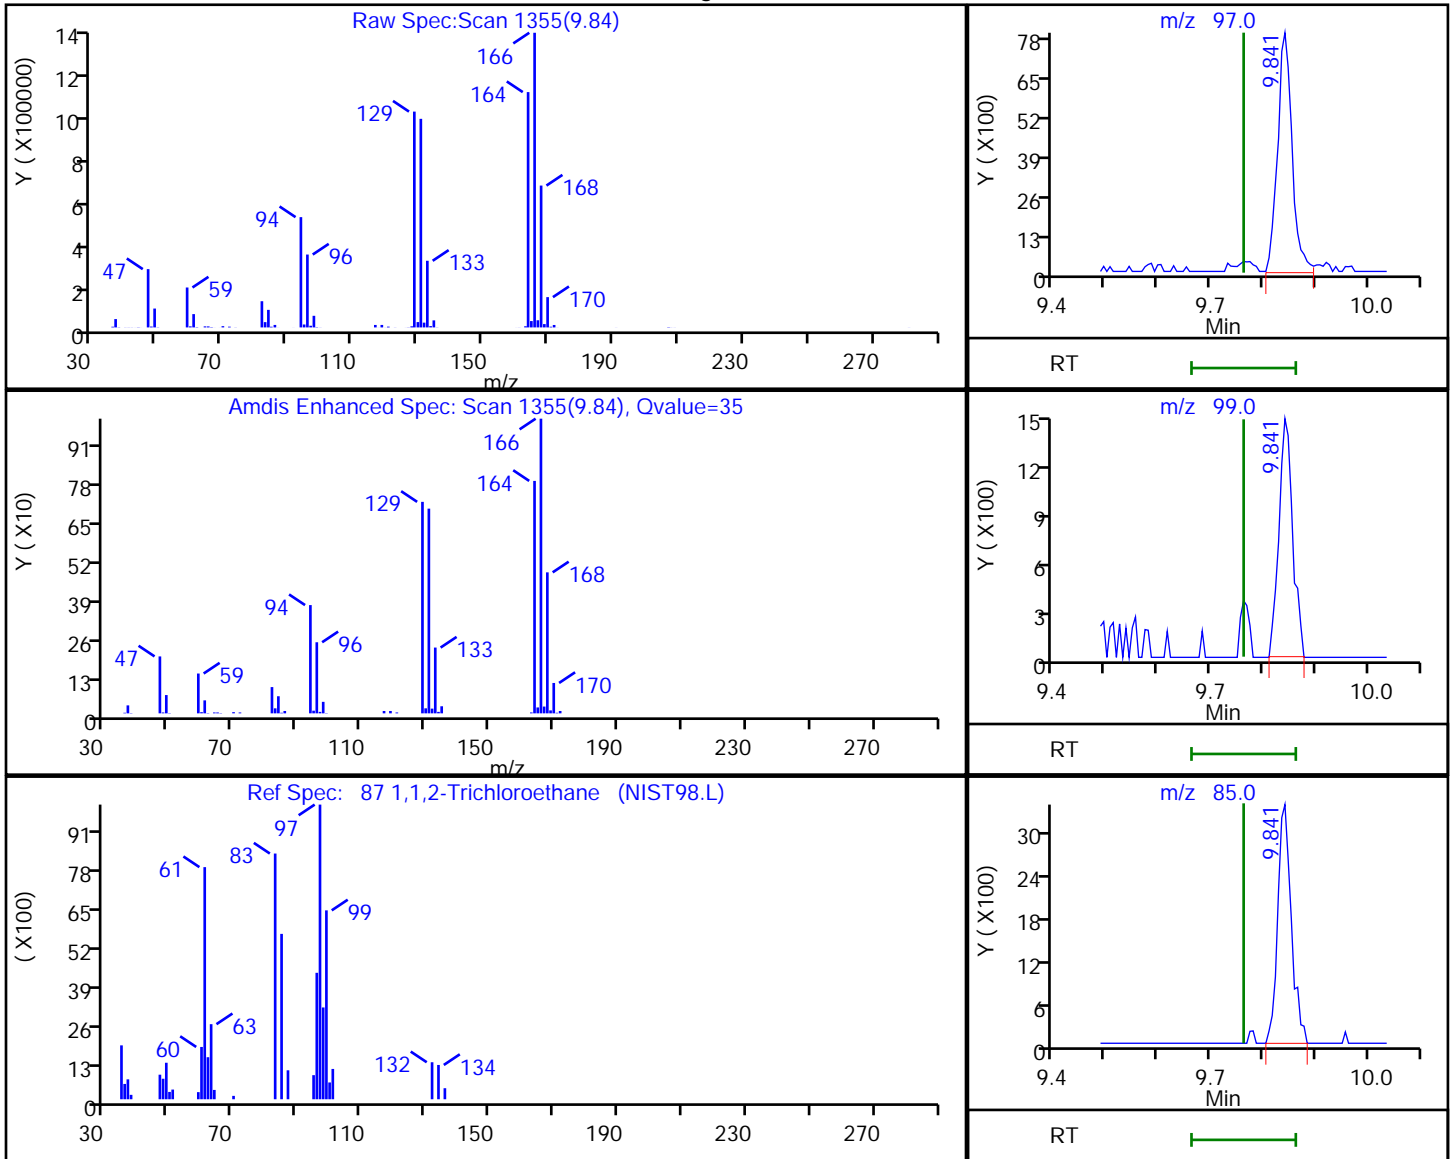 Raw Spec:Scan 1355(9.84)
Y ( X100000)
14
12
10
8
6
4
2
0
47
59
94
96
129
133
164
166
168
170
30 70 110 150 190 230 270
m/z
m/z 97.0
Y ( X100)
78
65
52
39
26
13
0
9.841
9.4 9.7 10.0
Min
RT
Amdis Enhanced Spec: Scan 1355(9.84), Qvalue=35
Y ( X10)
91
78
65
52
39
26
13
0
47
59
94
96
129
133
164
166
168
170
30 70 110 150 190 230 270
m/z
m/z 99.0
Y ( X100)
15
12
9
6
3
0
9.841
9.4 9.7 10.0
Min
RT
Ref Spec: 87 1,1,2-Trichloroethane (NIST98.L)
( X100)
91
78
65
52
39
26
13
0
60
61
63
83
97
99
132
134
30 70 110 150 190 230 270
m/z 85.0
Y ( X100)
30
24
18
12
6
0
9.841
9.4 9.7 10.0
Min
RT